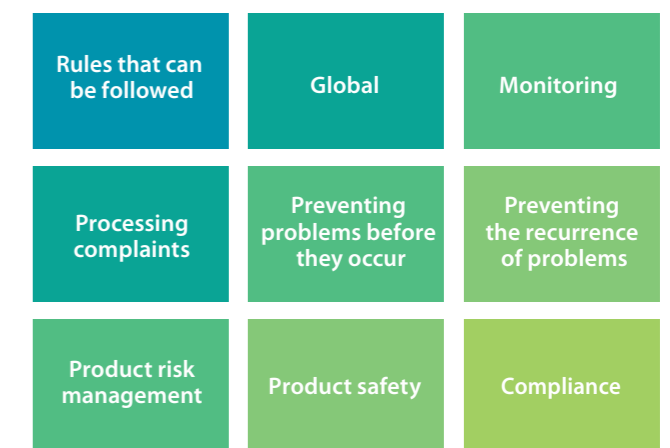 Rules that can
be followed
Global
Monitoring
Processing
complaints
Preventing
problems before
they occur
Preventing
the recurrence
of problems
Product risk
management
Product safety
Compliance